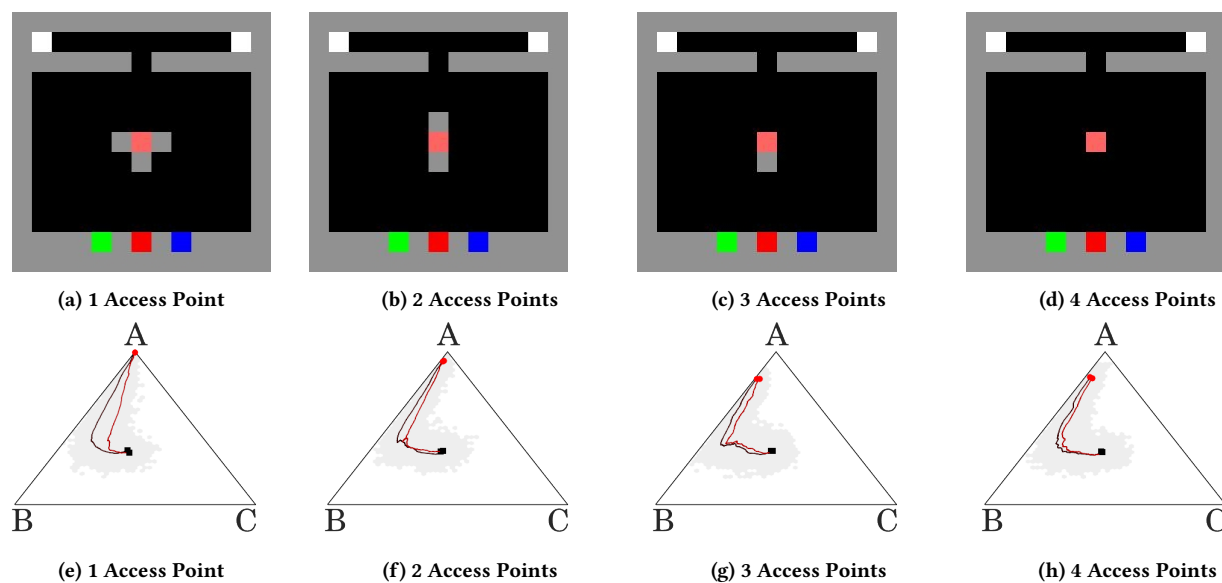 (a) 1 Access Point
(b) 2 Access Points
(c) 3 Access Points
(d) 4 Access Points
A
A
A
A
B
C
B
C
B
C
B
C
(e) 1 Access Point
(f) 2 Access Points
(g) 3 Access Points
(h) 4 Access Points